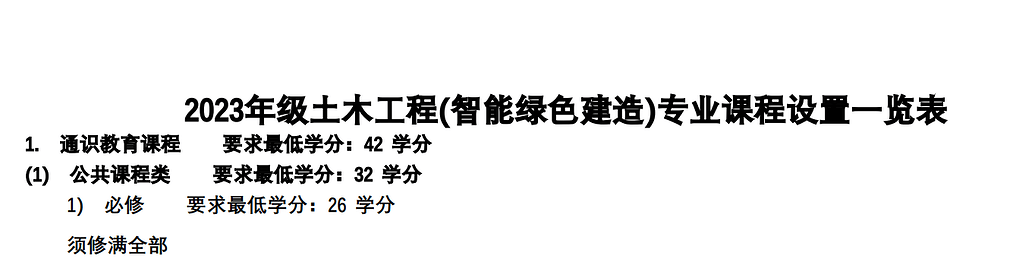 2023年级土木工程(智能绿色建造)专业课程设置一览表
1. 通识教育课程 要求最低学分：42 学分
(1) 公共课程类 要求最低学分：32 学分
1) 必修 要求最低学分：26 学分
须修满全部